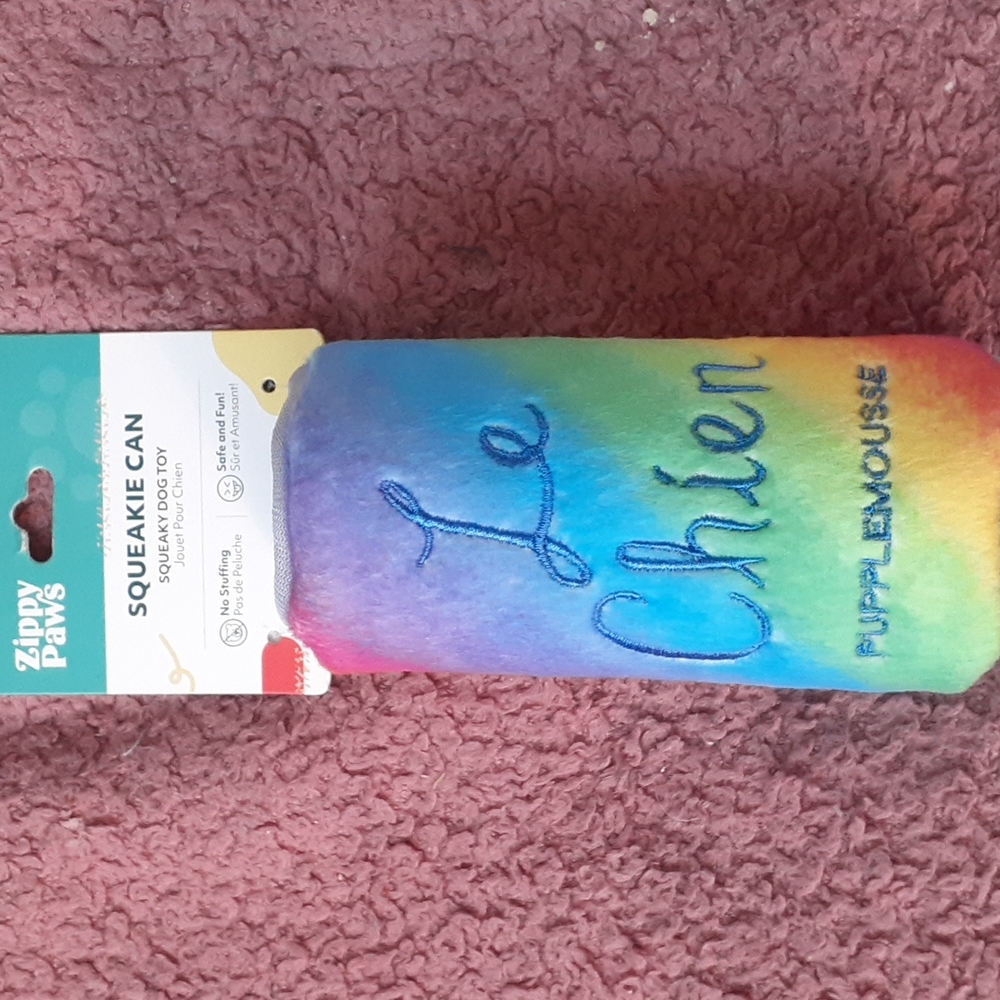 Zippy
Paws
SQUEAKIE CAN
SQUEAKY DOG TOY
Jouet Pour Chien
No Stuffing
Pas de Peluche
Safe and Fun!
Sûr et Amusant!
Le
Chien
PUPPLEMOUSSE